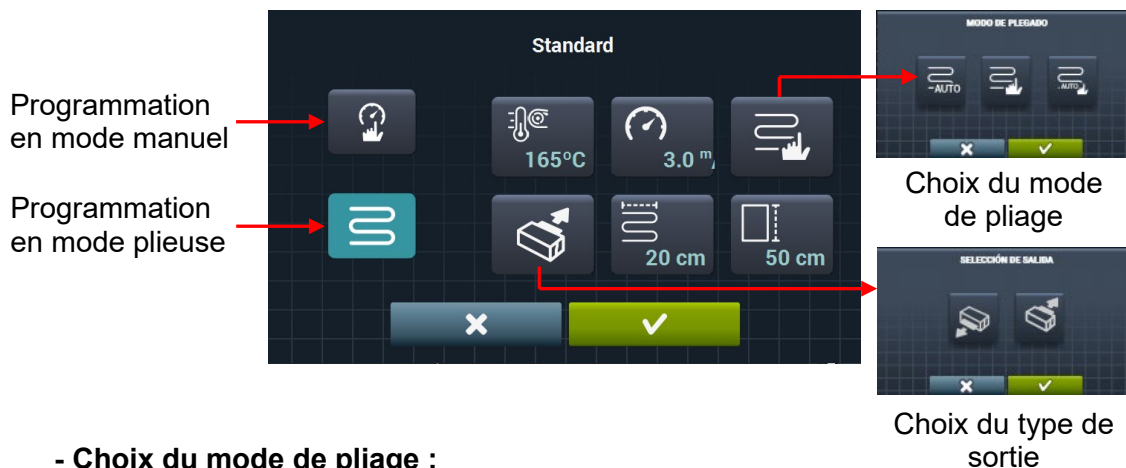 Standard
MODO DE PLEGADO
Programmation
en mode manuel
165ºC
3.0 m/
AUTO
AUTO
Choix du mode
de pliage
Programmation
en mode plieuse
20 cm
50 cm
SELECCIÓN DE SALIDA
Choix du type de
sortie
- Choix du mode de pliage :